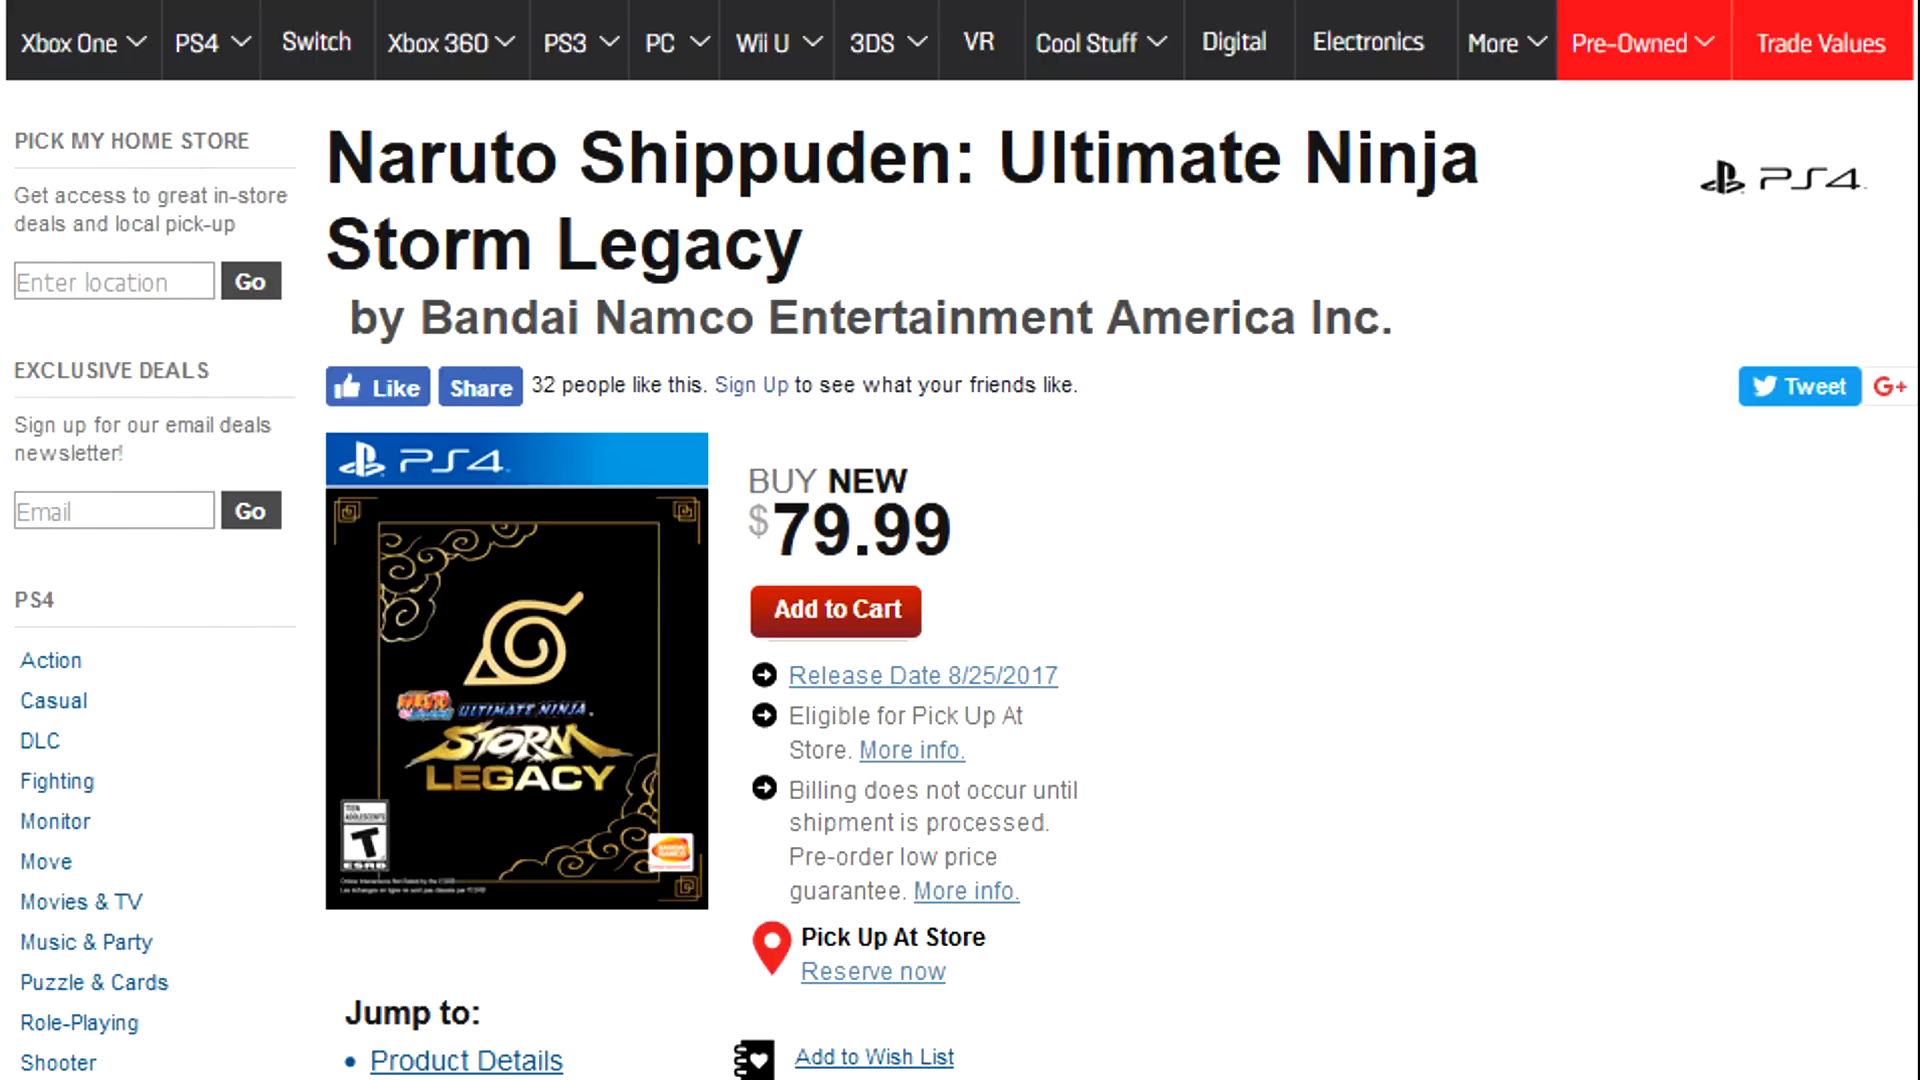 Xbox One PS4 Switch Xbox 360 PS3 PC Wii U 3DS VR Cool Stuff Digital Electronics More Pre-Owned Trade Values
PICK MY HOME STORE
Get access to great in-store
deals and local pick-up
Enter location Go
EXCLUSIVE DEALS
Sign up for our email deals
newsletter!
Email Go
PS4
Action
Casual
DLC
Fighting
Monitor
Move
Movies & TV
Music & Party
Puzzle & Cards
Role-Playing
Shooter
Naruto Shippuden: Ultimate Ninja
Storm Legacy
PS4
by Bandai Namco Entertainment America Inc.
Like Share 32 people like this. Sign Up to see what your friends like.
Tweet G+
PS4
NARUTO
ULTIMATE NINJA
STORM
LEGACY
TEEN
ADOLESCENTS
T
ESRB
BANDAI
NAMCO
BUY NEW
$79.99
Add to Cart
Release Date 8/25/2017
Eligible for Pick Up At
Store. More info.
Billing does not occur until
shipment is processed.
Pre-order low price
guarantee. More info.
Pick Up At Store
Reserve now
Add to Wish List
Jump to:
• Product Details